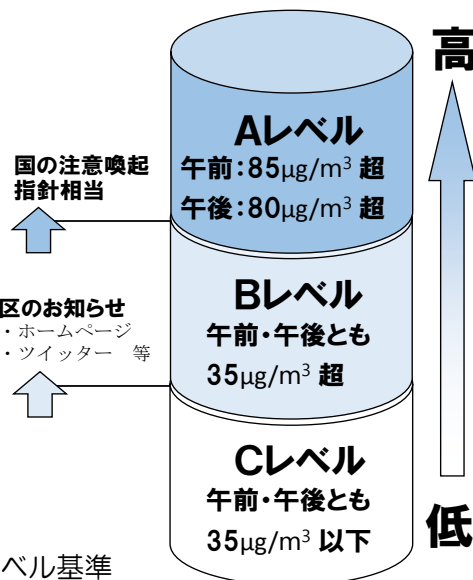 高
Aレベル
午前：85μg/m³ 超
午後：80μg/m³ 超
国の注意喚起
指針相当
Bレベル
午前・午後とも
35μg/m³ 超
区のお知らせ
・ホームページ
・ツイッター　等
Cレベル
午前・午後とも
35μg/m³ 以下
低
ベル基準